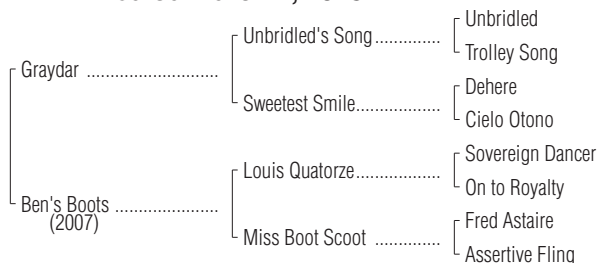 Unbridled
Unbridled's Song
Trolley Song
Graydar
Dehere
Sweetest Smile
Cielo Otono
Sovereign Dancer
Louis Quatorze
On to Royalty
Ben's Boots
(2007)
Fred Astaire
Miss Boot Scoot
Assertive Fling